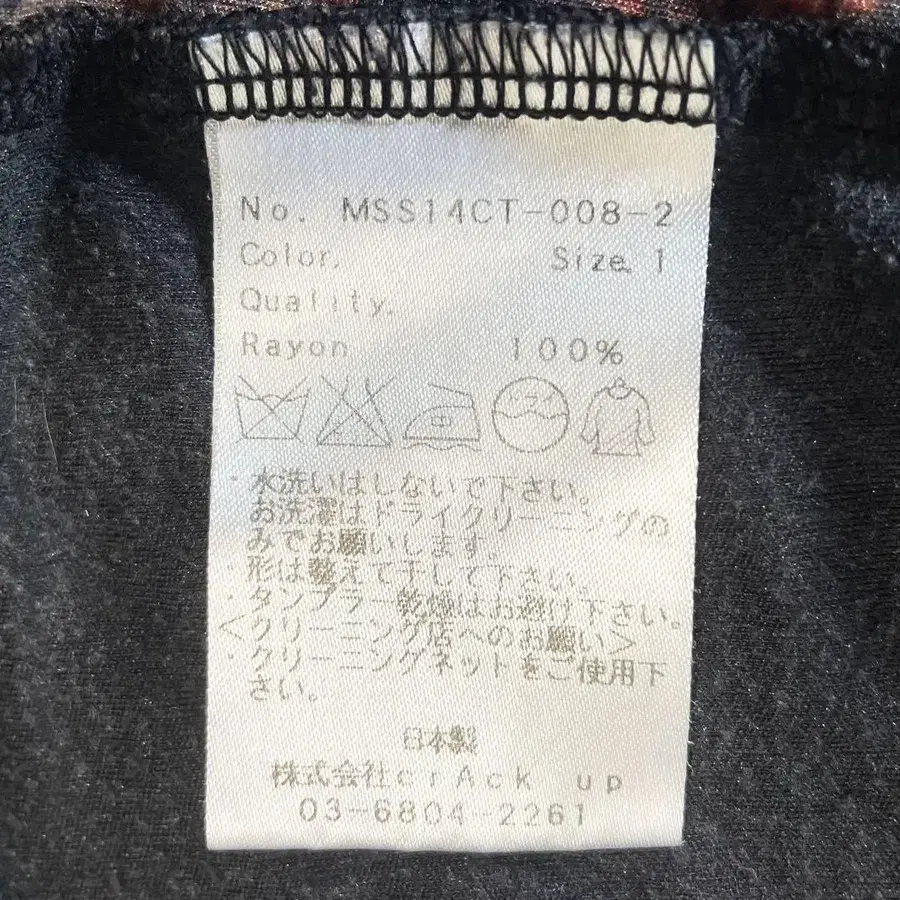 No. MSS14CT-008-2
Color. Size. 1
Quality.
Rayon 100%
・水洗いはしないで下さい。
お洗濯はドライクリーニングの
みでお願いします。
・形は整えて干して下さい。
・タンブラー乾燥はお避け下さい。
<クリーニング店へのお願い>
・クリーニングネットをご使用下
さい。
日本製
株式会社crAck up
03-6804-2261